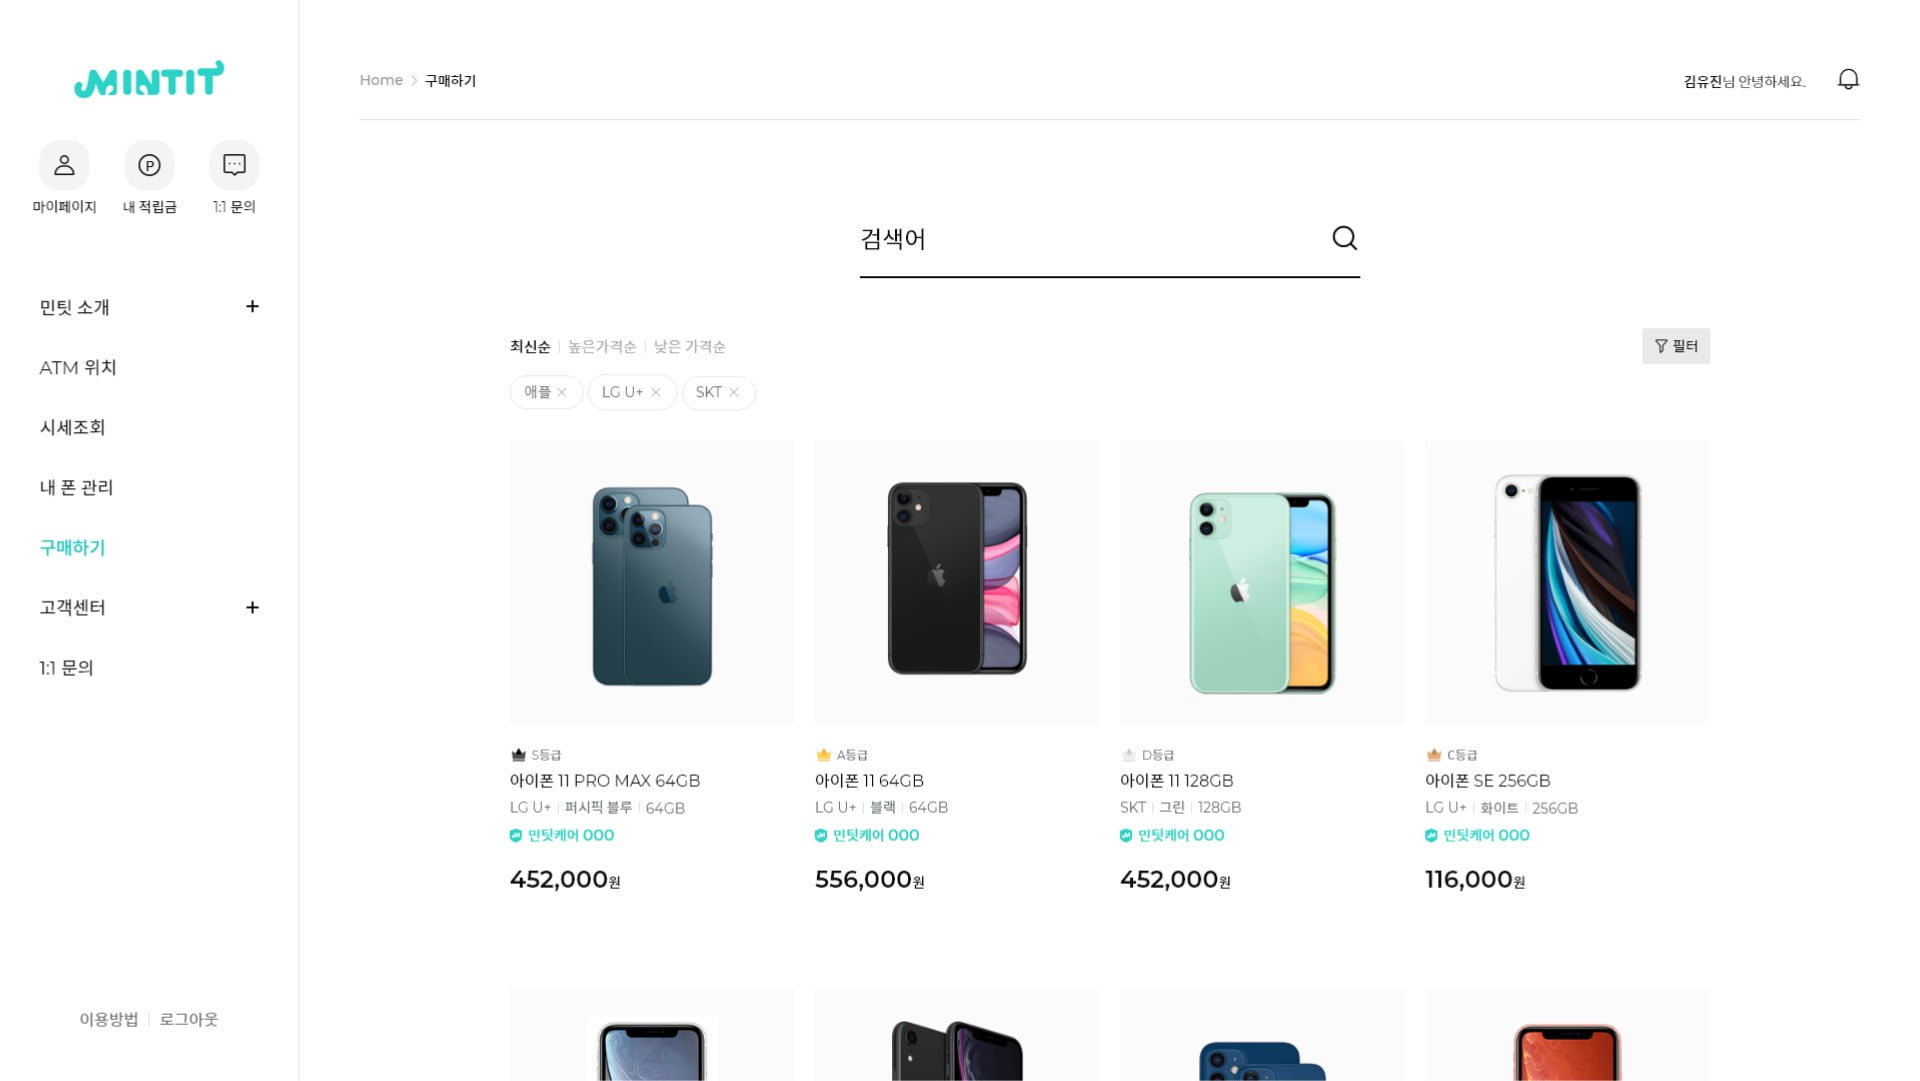 MINTIT
마이페이지
내 적립금
1:1 문의
민팃 소개
ATM 위치
시세조회
내 폰 관리
구매하기
고객센터
1:1 문의
이용방법
로그아웃
Home > 구매하기
김유진님 안녕하세요.
검색어
최신순 | 높은가격순 | 낮은 가격순
필터
애플 LG U+ SKT
S등급
아이폰 11 PRO MAX 64GB
LG U+ | 퍼시픽 블루 | 64GB
민팃케어 000
452,000원
A등급
아이폰 11 64GB
LG U+ | 블랙 | 64GB
민팃케어 000
556,000원
D등급
아이폰 11 128GB
SKT | 그린 | 128GB
민팃케어 000
452,000원
C등급
아이폰 SE 256GB
LG U+ | 화이트 | 256GB
민팃케어 000
116,000원